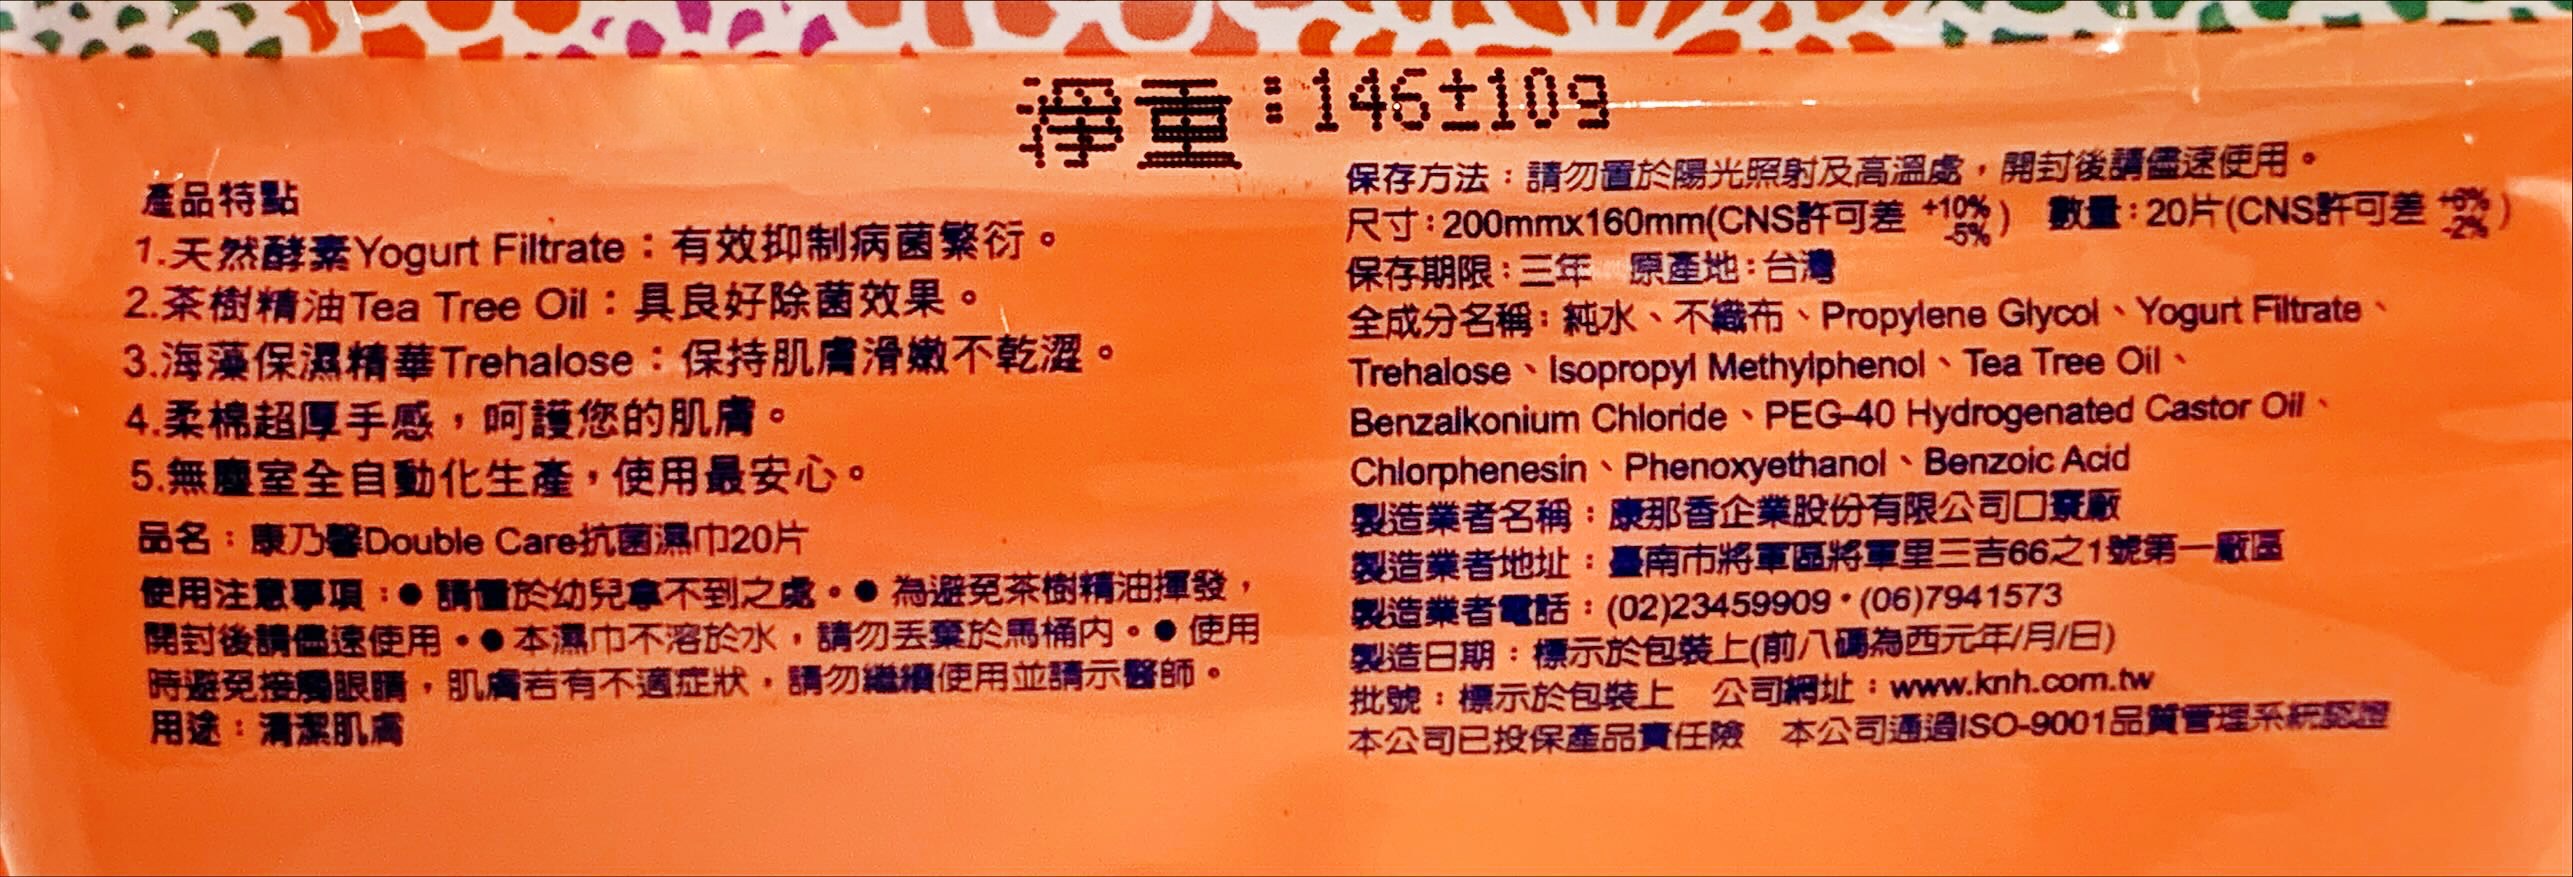 淨重:146±10g
產品特點
1.天然酵素Yogurt Filtrate：有效抑制病菌繁衍。
2.茶樹精油Tea Tree Oil：具良好除菌效果。
3.海藻保濕精華Trehalose：保持肌膚滑嫩不乾澀。
4.柔棉超厚手感，呵護您的肌膚。
5.無塵室全自動化生產，使用最安心。
品名：康乃馨Double Care抗菌濕巾20片
使用注意事項：● 請置於幼兒拿不到之處。● 為避免茶樹精油揮發，
開封後請儘速使用。● 本濕巾不溶於水，請勿丟棄於馬桶內。● 使用
時避免接觸眼睛，肌膚若有不適症狀，請勿繼續使用並請示醫師。
用途：清潔肌膚
保存方法：請勿置於陽光照射及高溫處，開封後請儘速使用。
尺寸：200mmx160mm(CNS許可差 +10% -5%) 數量：20片(CNS許可差 +6% -2%)
保存期限：三年 原產地：台灣
全成分名稱：純水、不織布、Propylene Glycol、Yogurt Filtrate、
Trehalose、Isopropyl Methylphenol、Tea Tree Oil、
Benzalkonium Chloride、PEG-40 Hydrogenated Castor Oil、
Chlorphenesin、Phenoxyethanol、Benzoic Acid
製造業者名稱：康那香企業股份有限公司口寮廠
製造業者地址：臺南市將軍區將軍里三吉66之1號第一廠區
製造業者電話：(02)23459909・(06)7941573
製造日期：標示於包裝上(前八碼為西元年/月/日)
批號：標示於包裝上 公司網址：www.knh.com.tw
本公司已投保產品責任險 本公司通過ISO-9001品質管理系統認證